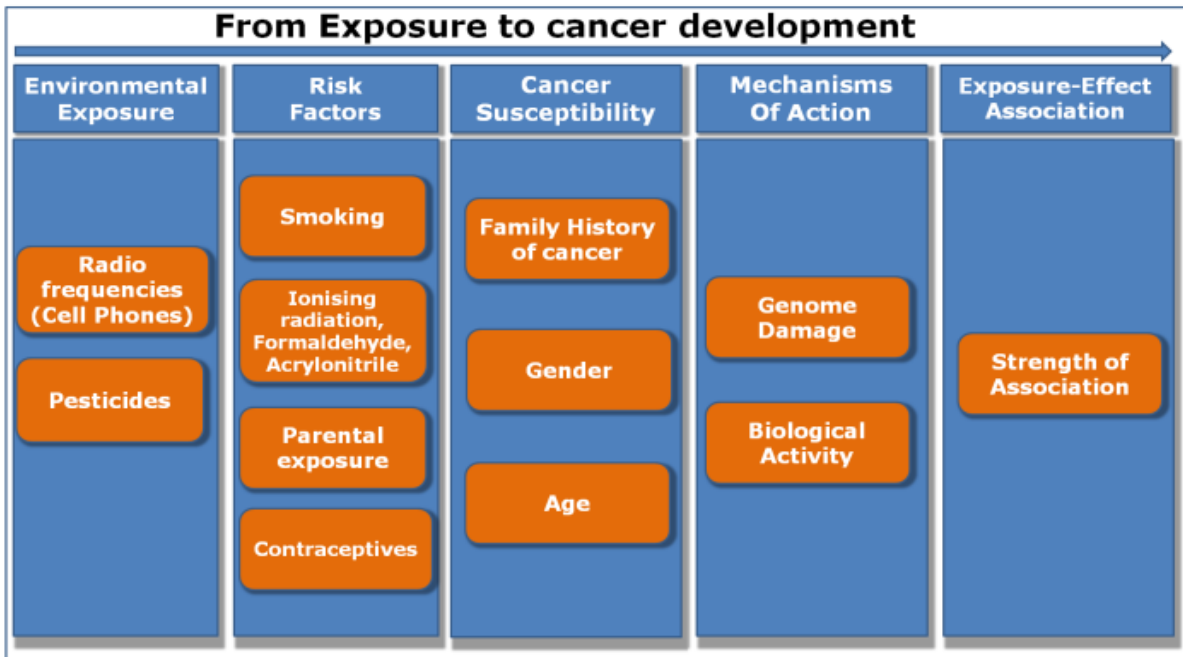 From Exposure to cancer development
Environmental
Exposure
Risk
Factors
Cancer
Susceptibility
Mechanisms
Of Action
Exposure-Effect
Association
Radio
frequencies
(Cell Phones)
Pesticides
Smoking
Ionising
radiation,
Formaldehyde,
Acrylonitrile
Parental
exposure
Contraceptives
Family History
of cancer
Gender
Age
Genome
Damage
Biological
Activity
Strength of
Association